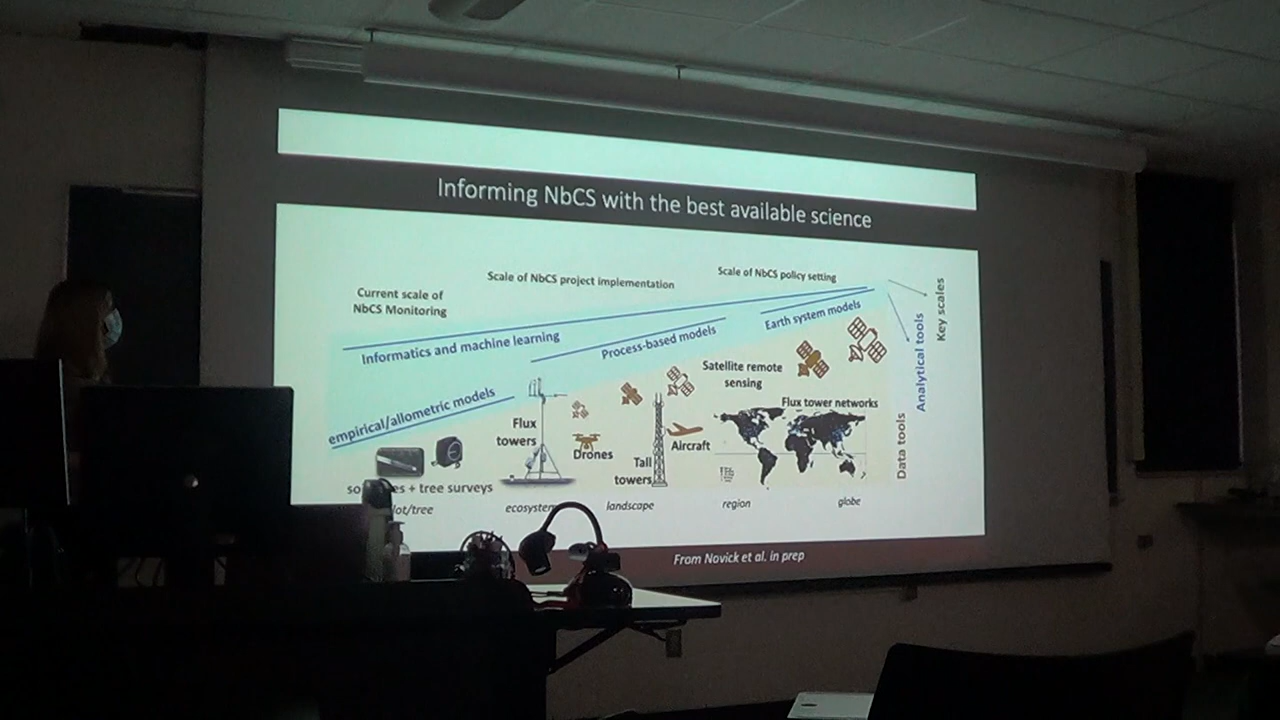 Informing NbCS with the best available science
Scale of NbCS policy setting
Scale of NbCS project implementation
Current scale of
NbCS Monitoring
Key scales
Informatics and machine learning
Process-based models
Earth system models
empirical/allometric models
Analytical tools
Satellite remote
sensing
Flux tower networks
Flux
towers
Drones
Aircraft
Tall
towers
Data tools
+ tree surveys
ecosystem
landscape
region
globe
From Novick et al. in prep